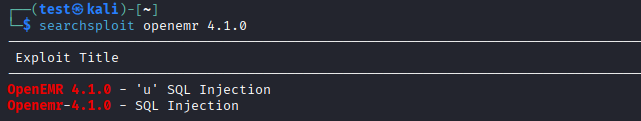 ┌──(test㉿kali)-[~]
└─$ searchsploit openemr 4.1.0
Exploit Title
OpenEMR 4.1.0 - 'u' SQL Injection
Openemr-4.1.0 - SQL Injection